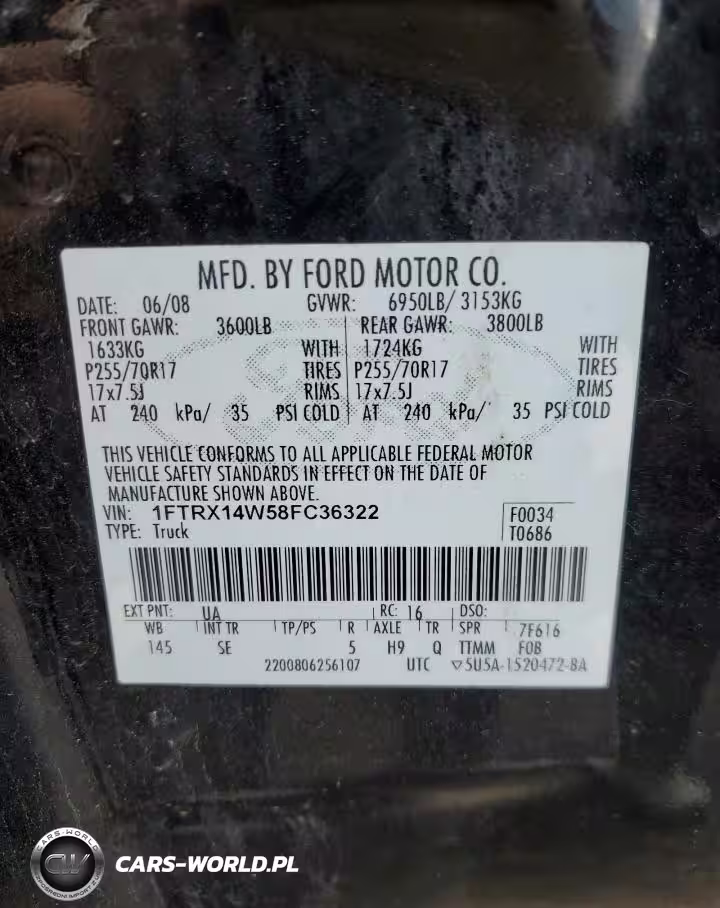 MFD. BY FORD MOTOR CO.
DATE: 06/08 GVWR: 6950LB/ 3153KG
FRONT GAWR: 3600LB REAR GAWR: 3800LB
1633KG WITH 1724KG WITH
P255/70R17 TIRES P255/70R17 TIRES
17x7.5J RIMS 17x7.5J RIMS
AT 240 kPa/ 35 PSI COLD AT 240 kPa/ 35 PSI COLD
THIS VEHICLE CONFORMS TO ALL APPLICABLE FEDERAL MOTOR
VEHICLE SAFETY STANDARDS IN EFFECT ON THE DATE OF
MANUFACTURE SHOWN ABOVE.
VIN: 1FTRX14W58FC36322 F0034
TYPE: Truck T0686
EXT PNT: UA RC: 16 DSO:
WB INT TR TP/PS R AXLE TR SPR 7F616
145 SE 5 H9 Q TTMM FOB
2200806256107 UTC ▽5U5A-1520472-BA
CARS-WORLD
CW
CARS-WORLD.PL